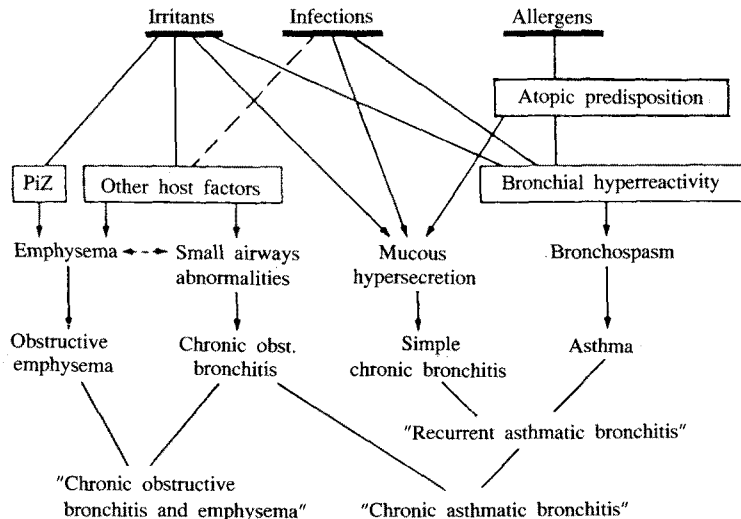 Irritants
Infections
Allergens
Atopic predisposition
PiZ
Other host factors
Bronchial hyperreactivity
Emphysema
Small airways
abnormalities
Mucous
hypersecretion
Bronchospasm
Obstructive
emphysema
Chronic obst.
bronchitis
Simple
chronic bronchitis
Asthma
"Recurrent asthmatic bronchitis"
"Chronic obstructive
bronchitis and emphysema"
"Chronic asthmatic bronchitis"